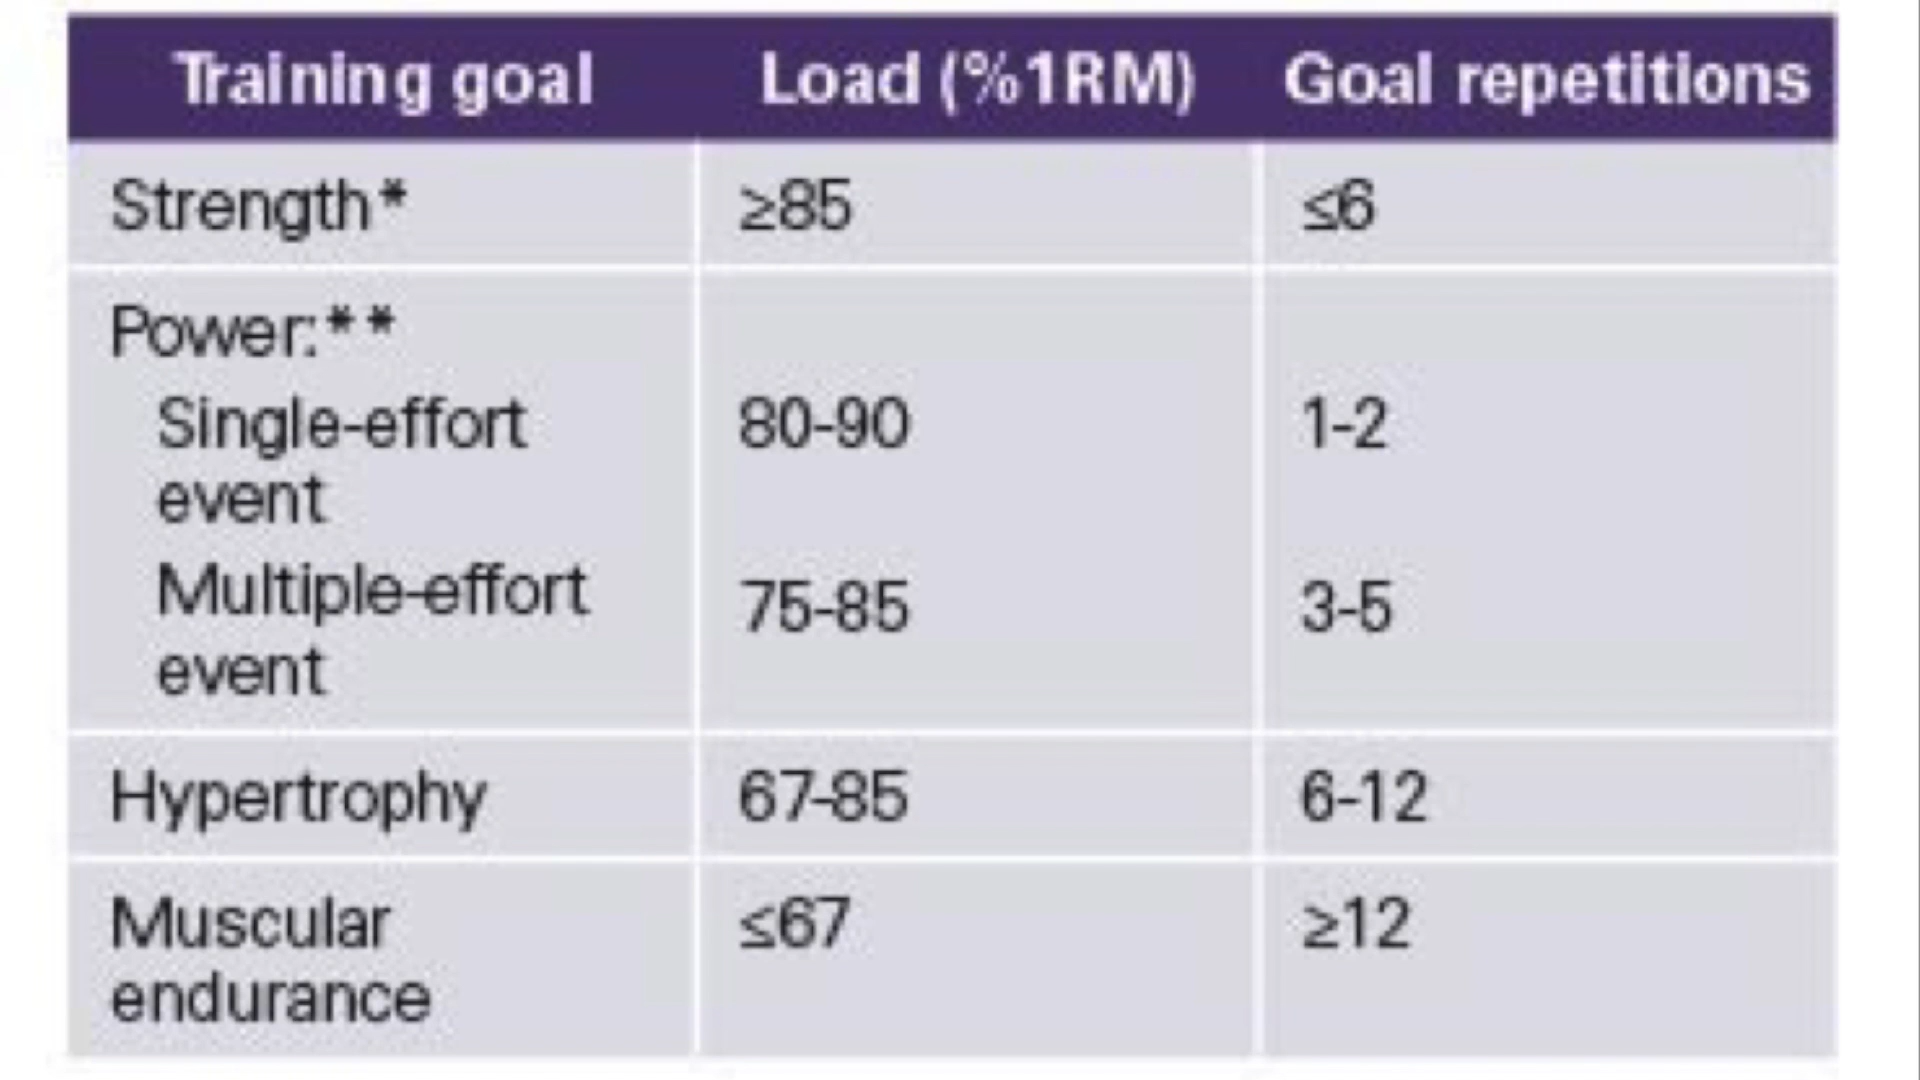 Training goal Load (%1RM) Goal repetitions
Strength* ≥85 ≤6
Power:**
Single-effort 80-90 1-2
event
Multiple-effort 75-85 3-5
event
Hypertrophy 67-85 6-12
Muscular ≤67 ≥12
endurance